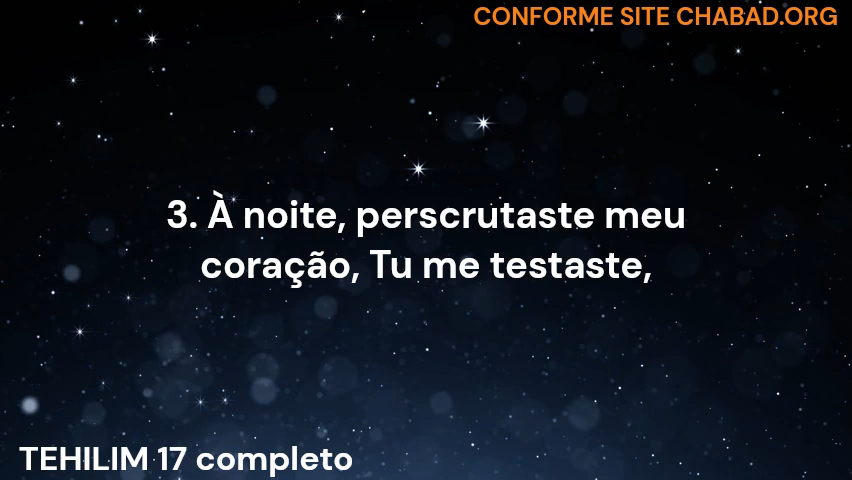 CONFORME SITE CHABAD.ORG
3. À noite, perscrutaste meu
coração, Tu me testaste,
TEHILIM 17 completo